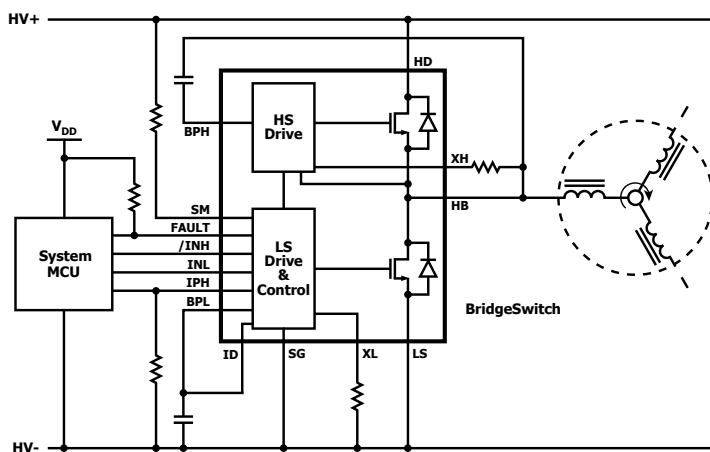 HV+
HD
V_DD
BPH
HS
Drive
XH
HB
SM
FAULT
/INH
INL
IPH
BPL
System
MCU
LS
Drive
&
Control
BridgeSwitch
ID
SG
XL
LS
HV-